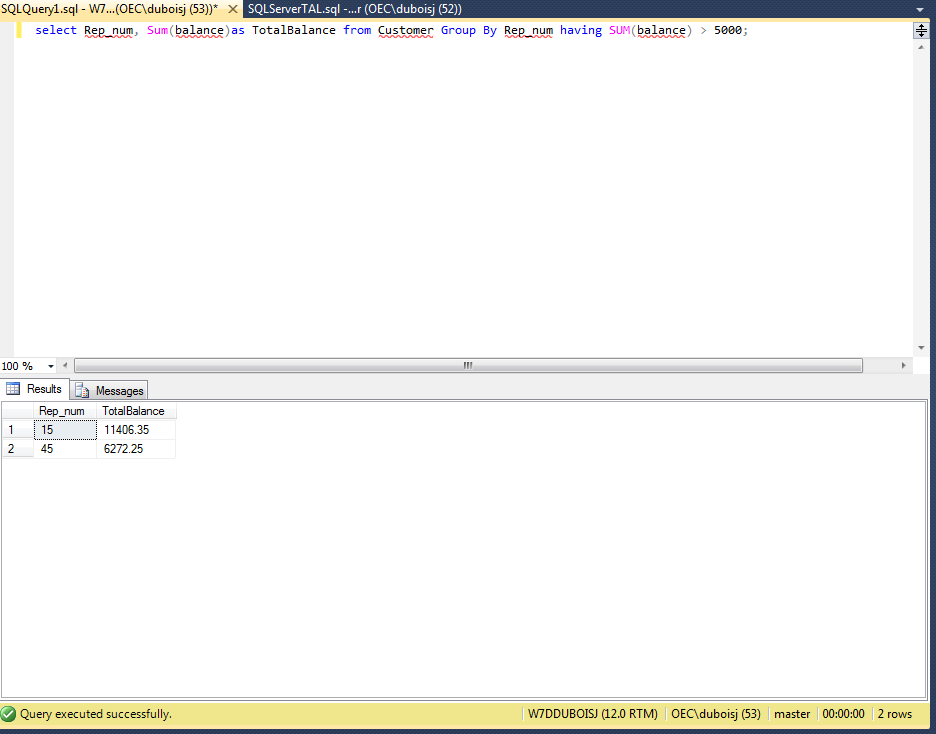 SQLQuery1.sql - W7...(OEC\duboisj (53))* SQLServerTAL.sql -...r (OEC\duboisj (52))
select Rep_num, Sum(balance)as TotalBalance from Customer Group By Rep_num having SUM(balance) > 5000;
100 %
Results Messages
Rep_num TotalBalance
1 15 11406.35
2 45 6272.25
Query executed successfully. W7DDUBOISJ (12.0 RTM) OEC\duboisj (53) master 00:00:00 2 rows